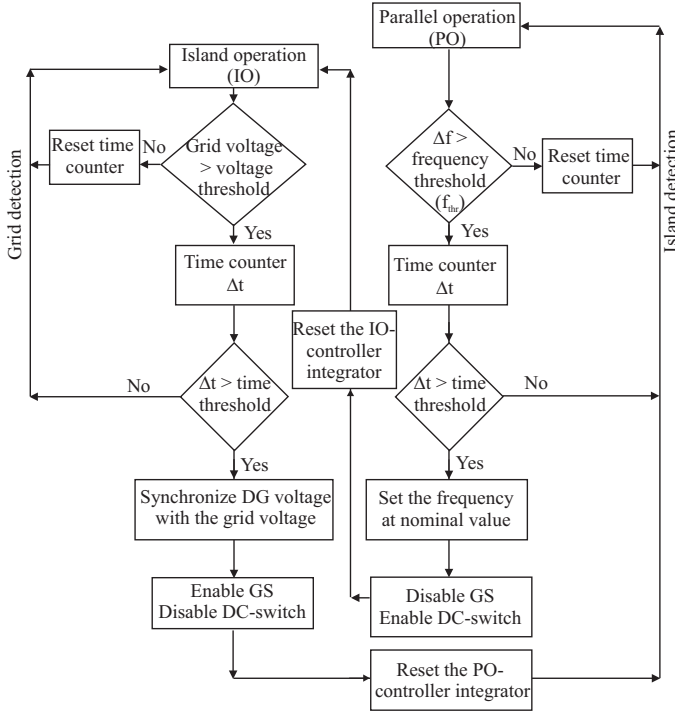 Parallel operation
(PO)
Island operation
(IO)
Grid voltage
> voltage
threshold
No
Reset time
counter
Yes
Time counter
Δt
Δt > time
threshold
No
Yes
Synchronize DG voltage
with the grid voltage
Enable GS
Disable DC-switch
Grid detection
Δf >
frequency
threshold
(fthr)
No
Reset time
counter
Yes
Time counter
Δt
Reset the IO-
controller
integrator
Δt > time
threshold
No
Yes
Set the frequency
at nominal value
Disable GS
Enable DC-switch
Reset the PO-
controller integrator
Island detection